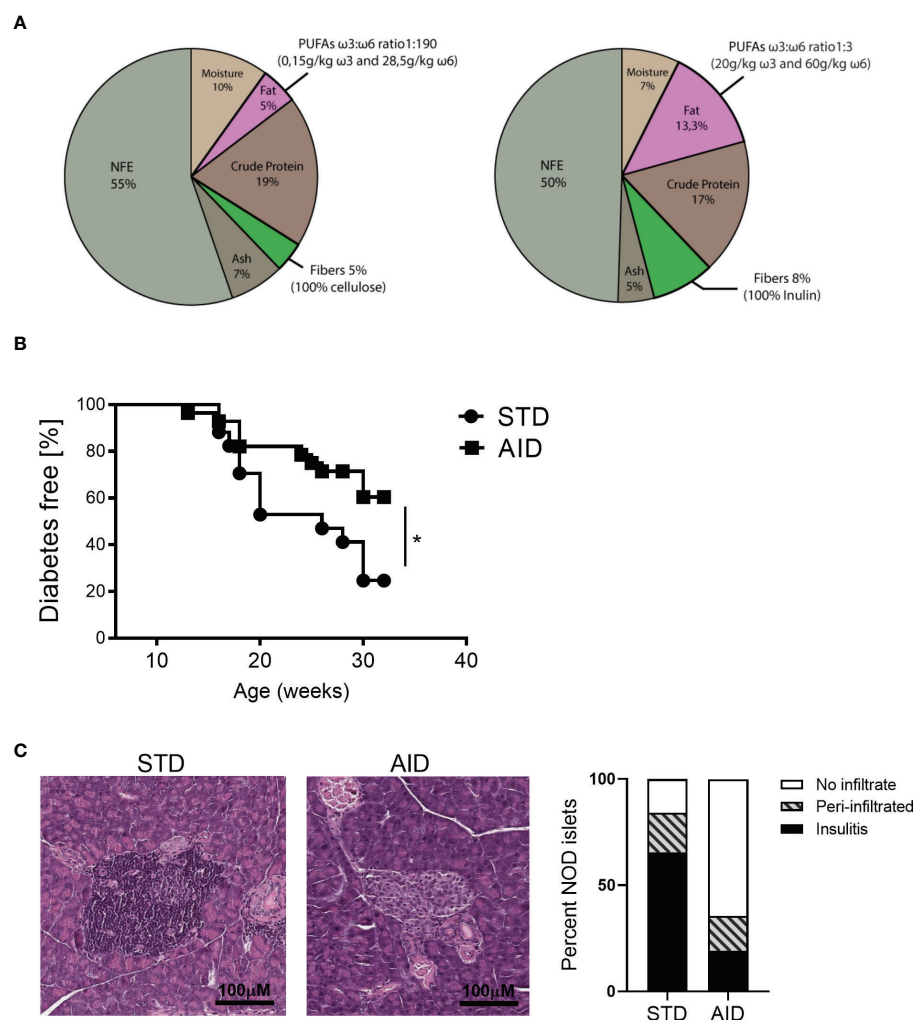 A
PUFAs ω3:ω6 ratio1:190
(0,15g/kg ω3 and 28,5g/kg ω6)
Moisture
10%
Fat
5%
NFE
55%
Crude Protein
19%
Ash
7%
Fibers 5%
(100% cellulose)
PUFAs ω3:ω6 ratio1:3
(20g/kg ω3 and 60g/kg ω6)
Moisture
7%
Fat
13,3%
NFE
50%
Crude Protein
17%
Ash
5%
Fibers 8%
(100% Inulin)
B
Diabetes free [%]
100
80
60
40
20
0
10
20
30
40
Age (weeks)
STD
AID
*
C
STD
100μM
AID
100μM
Percent NOD islets
100
50
0
STD
AID
No infiltrate
Peri-infiltrated
Insulitis